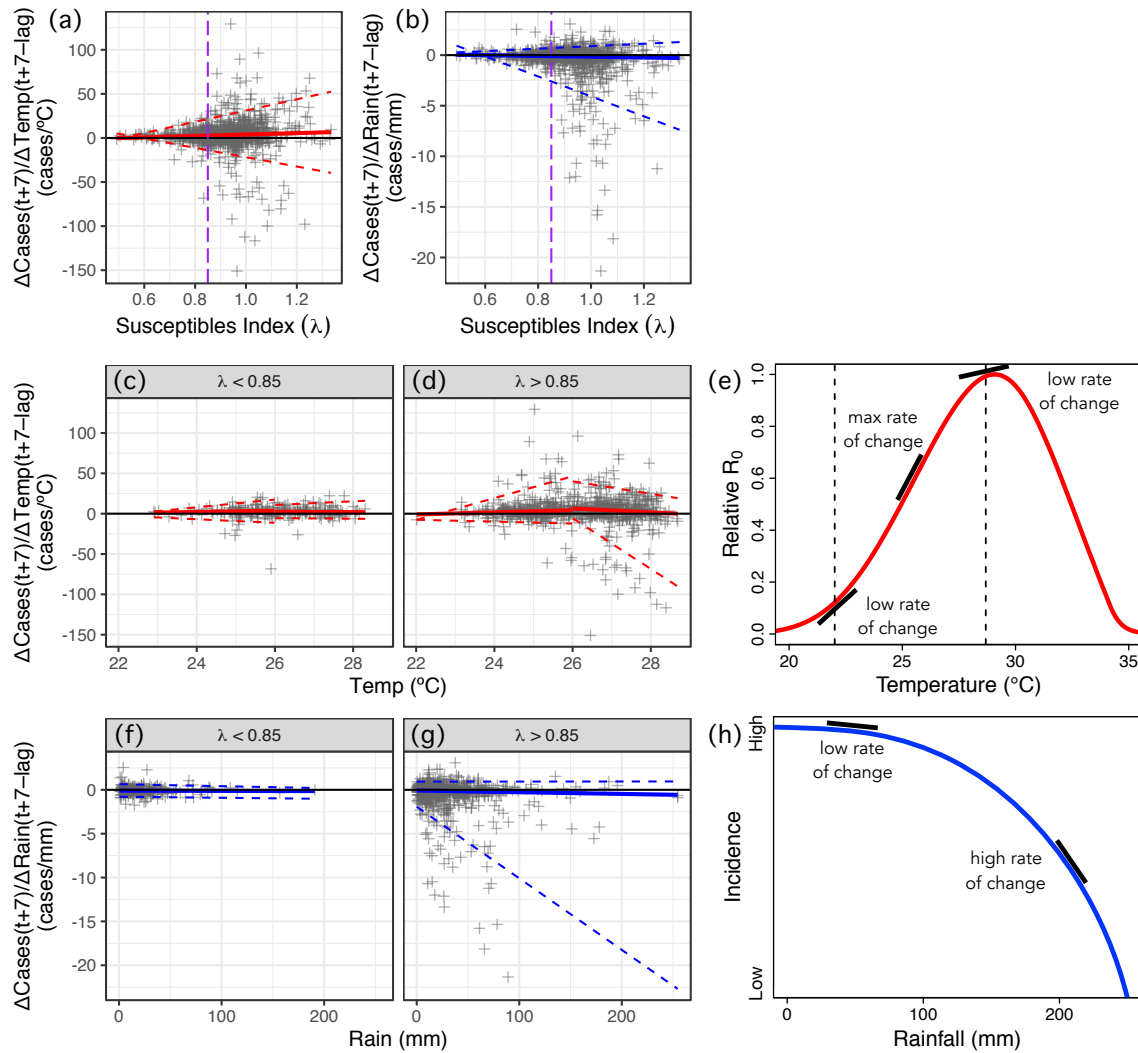 (a)
ΔCases(t+7)/ΔTemp(t+7−lag)
(cases/ºC)
100
50
0
-50
-100
-150
0.6
0.8
1.0
1.2
Susceptibles Index (λ)
(b)
ΔCases(t+7)/ΔRain(t+7−lag)
(cases/mm)
0
-5
-10
-15
-20
0.6
0.8
1.0
1.2
Susceptibles Index (λ)
(c)
λ < 0.85
(d)
λ > 0.85
ΔCases(t+7)/ΔTemp(t+7−lag)
(cases/ºC)
100
50
0
-50
-100
-150
22
24
26
28
22
24
26
28
Temp (ºC)
(e)
Relative R₀
1.0
0.8
0.6
0.4
0.2
0.0
low rate
of change
max rate
of change
low rate
of change
20
25
30
35
Temperature (°C)
(f)
λ < 0.85
(g)
λ > 0.85
ΔCases(t+7)/ΔRain(t+7−lag)
(cases/mm)
0
-5
-10
-15
-20
0
100
200
0
100
200
Rain (mm)
(h)
Incidence
High
Low
low rate
of change
high rate
of change
0
100
200
Rainfall (mm)